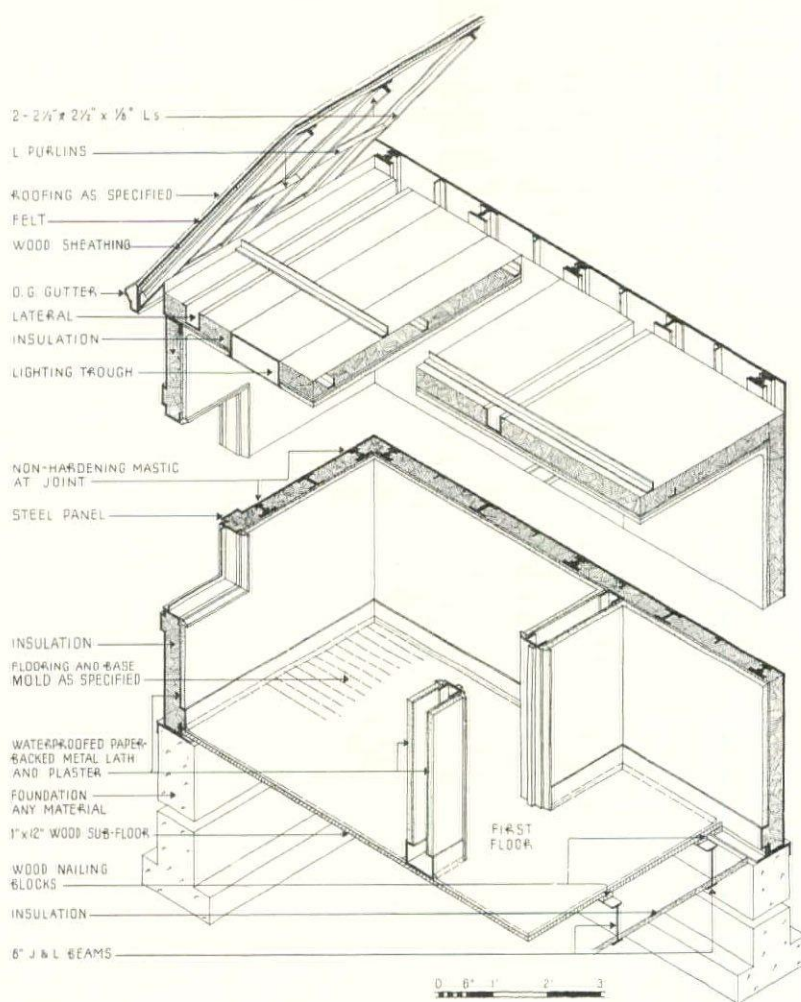 2 - 2½" x 2½" x ⅛" Ls
L PURLINS
ROOFING AS SPECIFIED
FELT
WOOD SHEATHING
O.G. GUTTER
LATERAL
INSULATION
LIGHTING TROUGH
NON-HARDENING MASTIC
AT JOINT
STEEL PANEL
INSULATION
FLOORING AND BASE
MOLD AS SPECIFIED
WATERPROOFED PAPER-
BACKED METAL LATH
AND PLASTER
FOUNDATION
ANY MATERIAL
1" x 12" WOOD SUB-FLOOR
WOOD NAILING
BLOCKS
INSULATION
6" J & L BEAMS
FIRST
FLOOR
0 6" 1' 2' 3